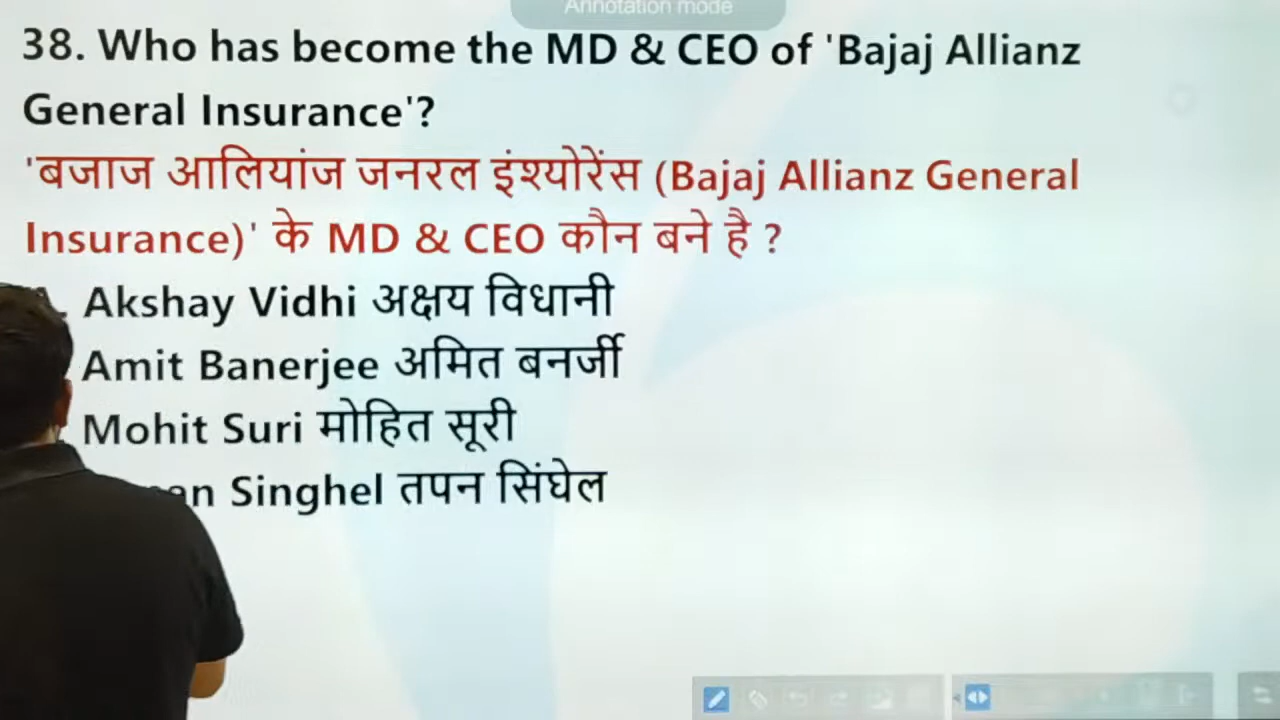 Annotation mode
38. Who has become the MD & CEO of 'Bajaj Allianz
General Insurance'?
'बजाज आलियांज जनरल इंश्योरेंस (Bajaj Allianz General
Insurance)' के MD & CEO कौन बने है ?
Akshay Vidhi अक्षय विधानी
Amit Banerjee अमित बनर्जी
Mohit Suri मोहित सूरी
Singhel तपन सिंघेल